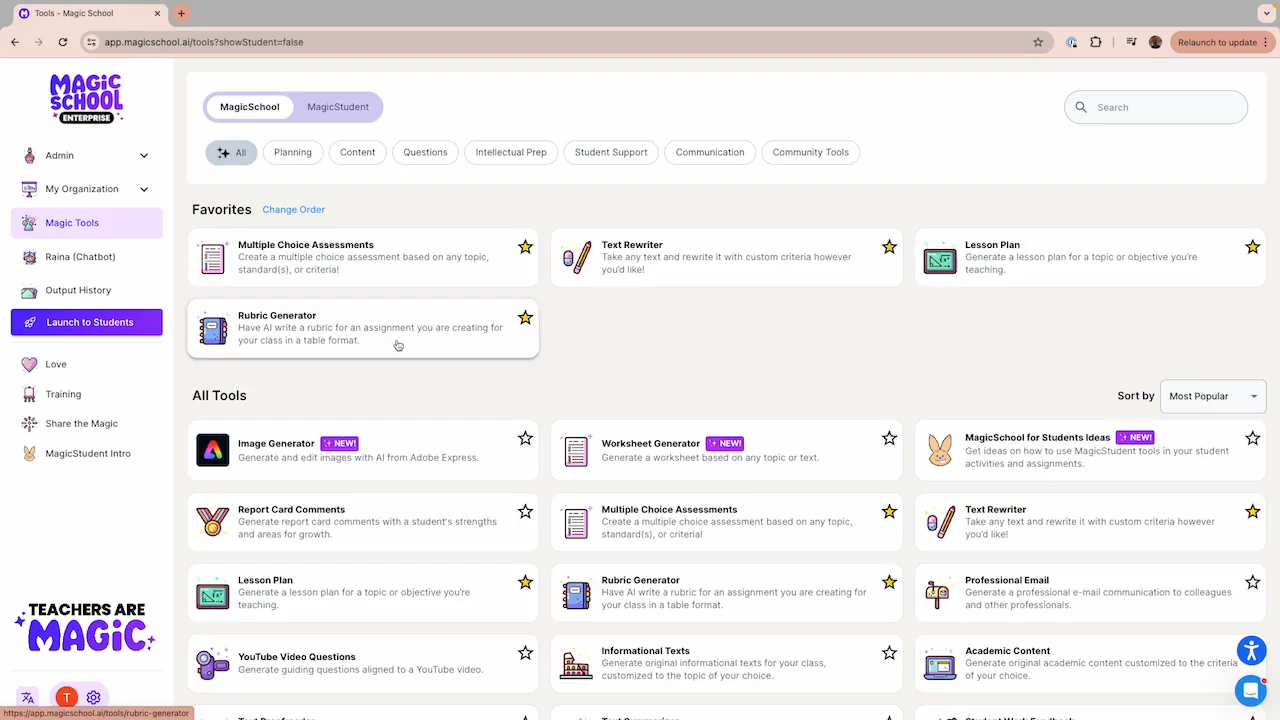 Tools - Magic School
app.magicschool.ai/tools?showStudent=false
Relaunch to update
MAGIC
SCHOOL
ENTERPRISE
Admin
My Organization
Magic Tools
Raina (Chatbot)
Output History
Launch to Students
Love
Training
Share the Magic
MagicStudent Intro
TEACHERS ARE
MAGIC
T
https://app.magicschool.ai/tools/rubric-generator
MagicSchool
MagicStudent
Search
All
Planning
Content
Questions
Intellectual Prep
Student Support
Communication
Community Tools
Favorites
Change Order
Multiple Choice Assessments
Create a multiple choice assessment based on any topic,
standard(s), or criteria!
Text Rewriter
Take any text and rewrite it with custom criteria however
you'd like!
Lesson Plan
Generate a lesson plan for a topic or objective you're
teaching.
Rubric Generator
Have AI write a rubric for an assignment you are creating for
your class in a table format.
All Tools
Sort by
Most Popular
Image Generator
NEW!
Generate and edit images with AI from Adobe Express.
Worksheet Generator
NEW!
Generate a worksheet based on any topic or text.
MagicSchool for Students Ideas
NEW!
Get ideas on how to use MagicStudent tools in your student
activities and assignments.
Report Card Comments
Generate report card comments with a student's strengths
and areas for growth.
Multiple Choice Assessments
Create a multiple choice assessment based on any topic,
standard(s), or criteria!
Text Rewriter
Take any text and rewrite it with custom criteria however
you'd like!
Lesson Plan
Generate a lesson plan for a topic or objective you're
teaching.
Rubric Generator
Have AI write a rubric for an assignment you are creating for
your class in a table format.
Professional Email
Generate a professional e-mail communication to colleagues
and other professionals.
YouTube Video Questions
Generate guiding questions aligned to a YouTube video.
Informational Texts
Generate original informational texts for your class,
customized to the topic of your choice.
Academic Content
Generate original academic content customized to the criteria
of your choice.